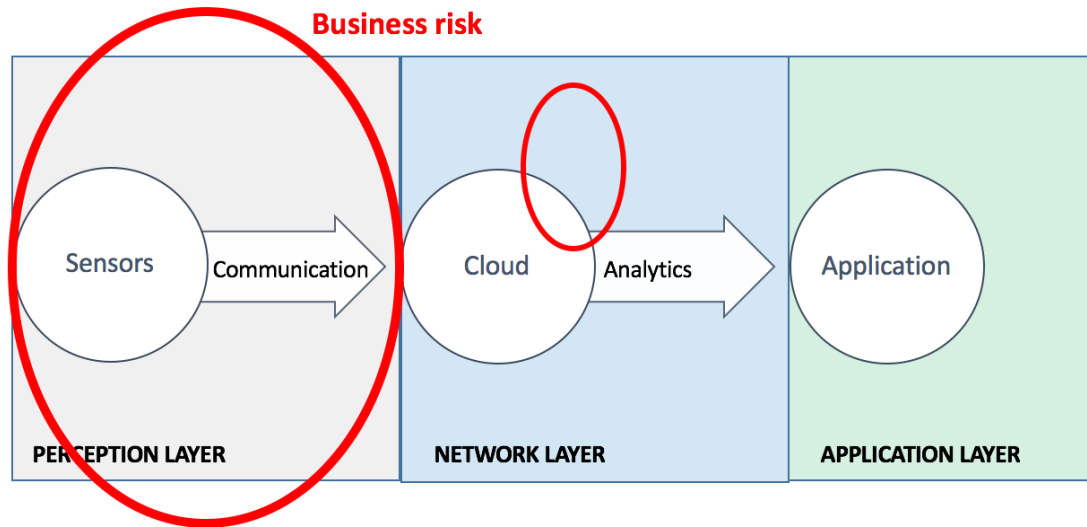 Business risk
Sensors
Communication
Cloud
Analytics
Application
PERCEPTION LAYER
NETWORK LAYER
APPLICATION LAYER